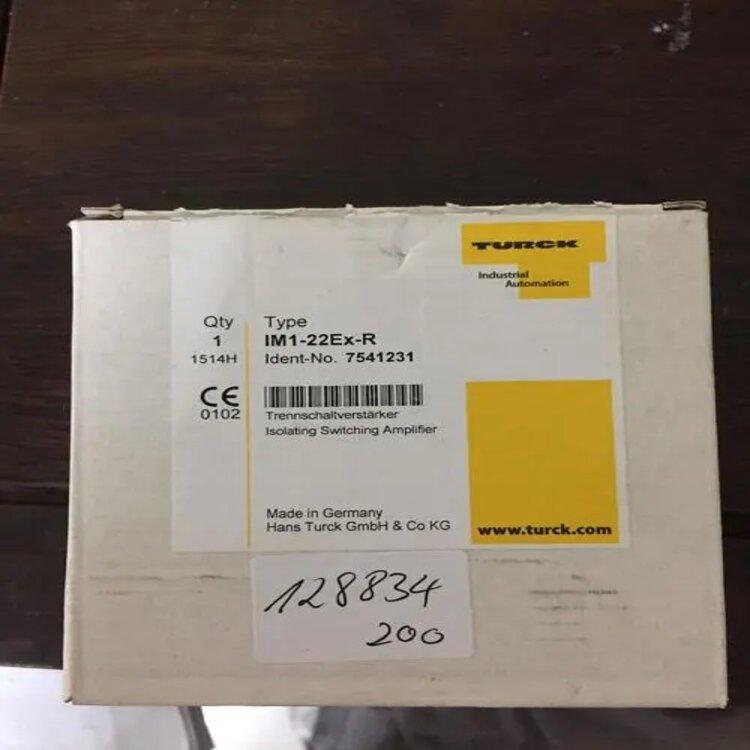 TURCK
Industrial
Automation
Qty Type
1 IM1-22Ex-R
1514H Ident-No. 7541231
CE
0102 Trennschaltverstärker
Isolating Switching Amplifier
Made in Germany
Hans Turck GmbH & Co KG
www.turck.com
128834
200